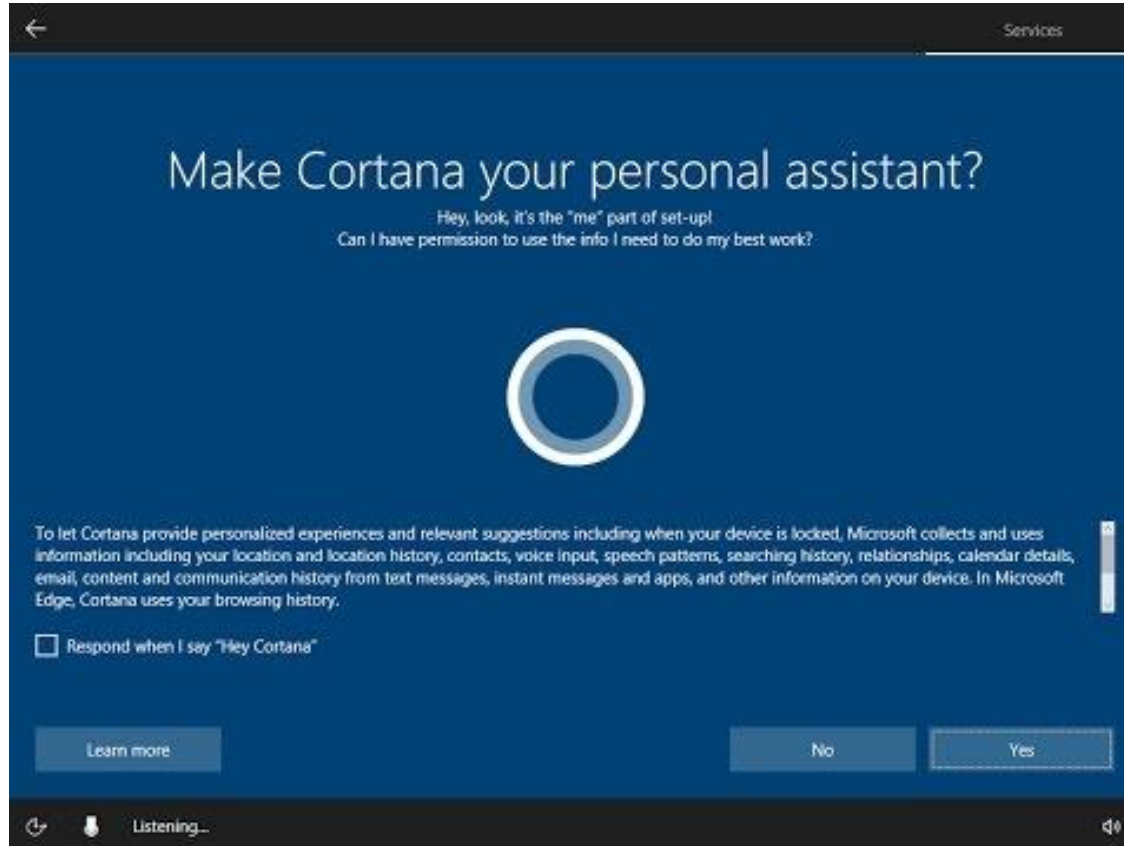 Services
Make Cortana your personal assistant?
Hey, look, it's the "me" part of set-up!
Can I have permission to use the info I need to do my best work?
To let Cortana provide personalized experiences and relevant suggestions including when your device is locked, Microsoft collects and uses
information including your location and location history, contacts, voice input, speech patterns, searching history, relationships, calendar details,
email, content and communication history from text messages, instant messages and apps, and other information on your device. In Microsoft
Edge, Cortana uses your browsing history.
Respond when I say "Hey Cortana"
Learn more
No
Yes
Listening...